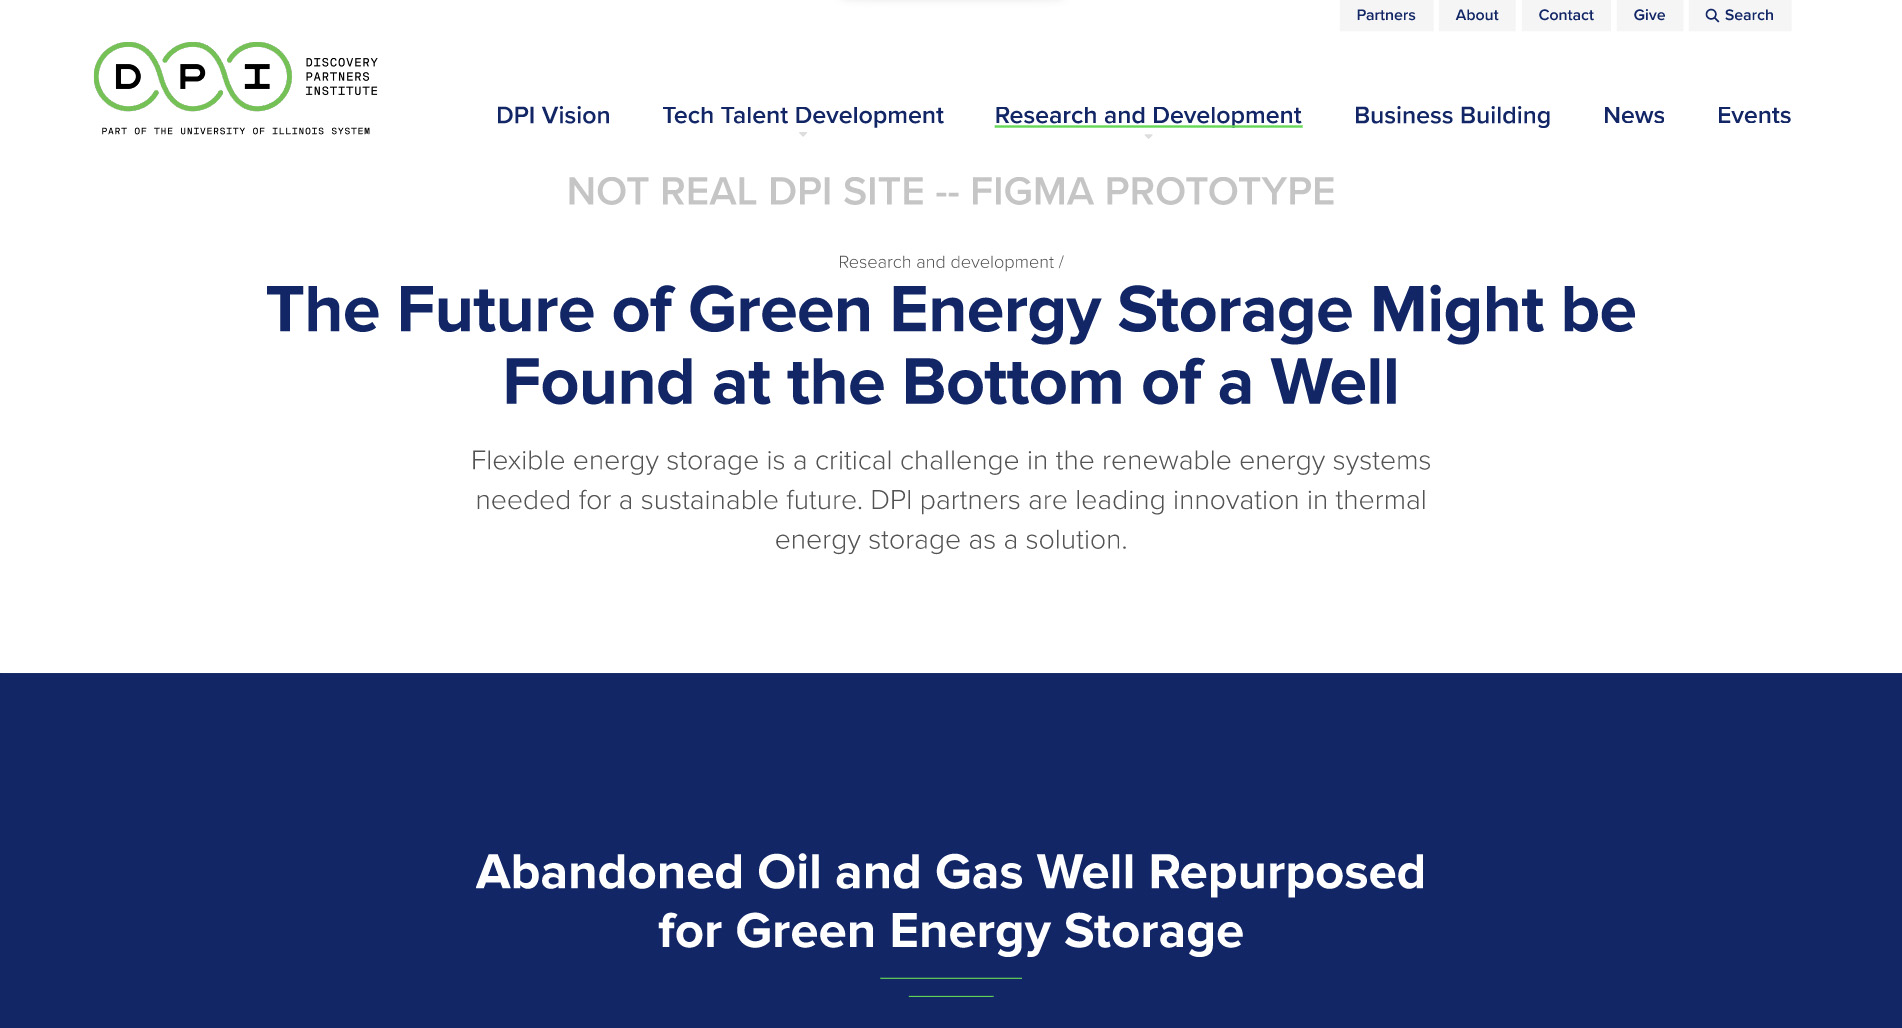 Partners About Contact Give Search
D P I
DISCOVERY
PARTNERS
INSTITUTE
PART OF THE UNIVERSITY OF ILLINOIS SYSTEM
DPI Vision Tech Talent Development Research and Development Business Building News Events
NOT REAL DPI SITE -- FIGMA PROTOTYPE
Research and development /
The Future of Green Energy Storage Might be
Found at the Bottom of a Well
Flexible energy storage is a critical challenge in the renewable energy systems
needed for a sustainable future. DPI partners are leading innovation in thermal
energy storage as a solution.
Abandoned Oil and Gas Well Repurposed
for Green Energy Storage